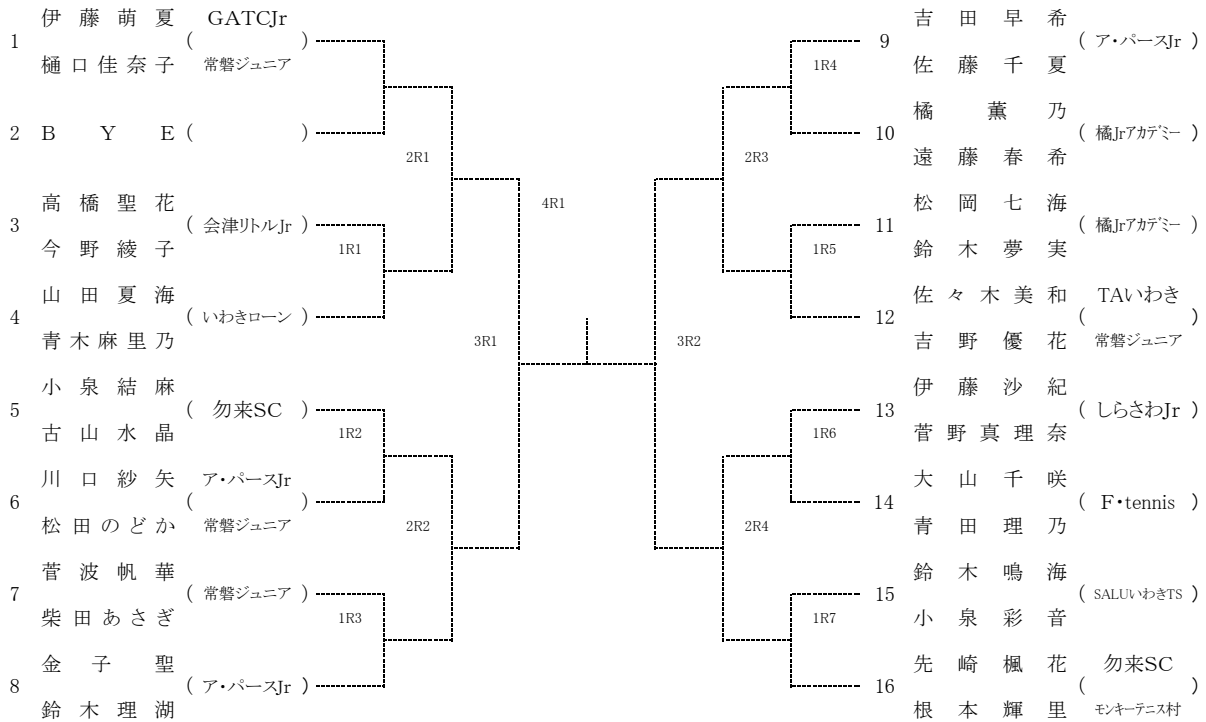 伊藤萌夏 GATCJr
1 ( )
樋口佳奈子 常磐ジュニア
2 BYE ( )
2R1
高橋聖花
3 ( 会津リトルJr )
今野綾子 1R1
山田夏海
4 ( いわきローン )
青木麻里乃
3R1
小泉結麻
5 ( 勿来SC )
古山水晶 1R2
川口紗矢 ア・パースJr
6 ( )
松田のどか 常磐ジュニア
2R2
菅波帆華
7 ( 常磐ジュニア )
柴田あさぎ 1R3
金子聖
8 ( ア・パースJr )
鈴木理湖
4R1
吉田早希
9 ( ア・パースJr )
1R4 佐藤千夏
橘薫乃
10 ( 橘Jrアカデミー )
2R3 遠藤春希
松岡七海
11 ( 橘Jrアカデミー )
1R5 鈴木夢実
佐々木美和 TAいわき
12 ( )
3R2 吉野優花 常磐ジュニア
伊藤沙紀
13 ( しらさわJr )
1R6 菅野真理奈
大山千咲
14 ( F・tennis )
2R4 青田理乃
鈴木鳴海
15 ( SALUいわきTS )
1R7 小泉彩音
先崎楓花 勿来SC
16 ( )
根本輝里 モンキーテニス村